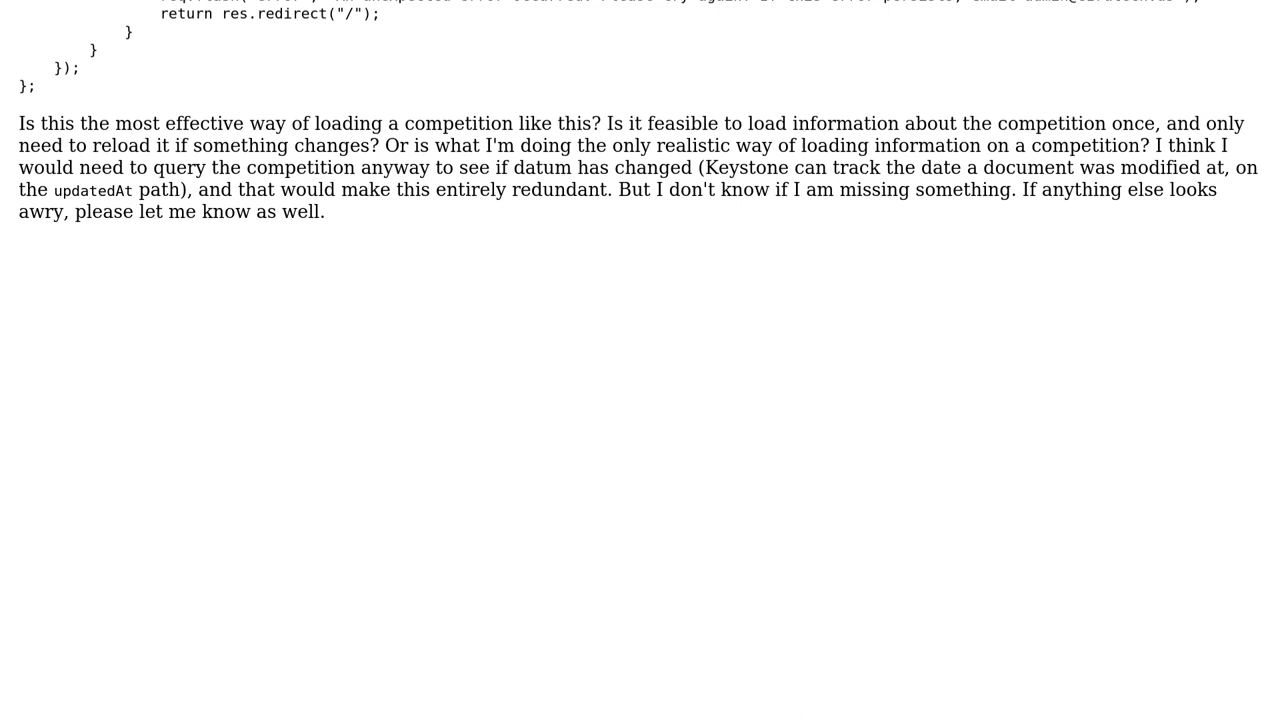 return res.redirect("/");
}
}
});
};
Is this the most effective way of loading a competition like this? Is it feasible to load information about the competition once, and only
need to reload it if something changes? Or is what I'm doing the only realistic way of loading information on a competition? I think I
would need to query the competition anyway to see if datum has changed (Keystone can track the date a document was modified at, on
the updatedAt path), and that would make this entirely redundant. But I don't know if I am missing something. If anything else looks
awry, please let me know as well.